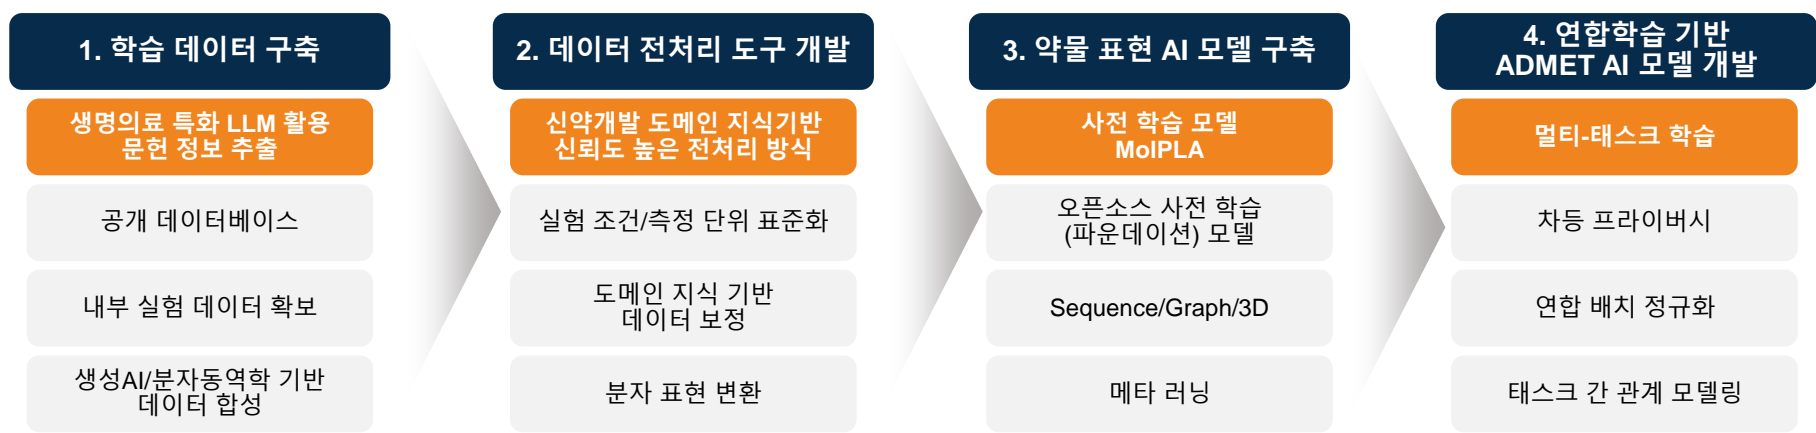 1. 학습 데이터 구축
생명의료 특화 LLM 활용
문헌 정보 추출
공개 데이터베이스
내부 실험 데이터 확보
생성AI/분자동역학 기반
데이터 합성
2. 데이터 전처리 도구 개발
신약개발 도메인 지식기반
신뢰도 높은 전처리 방식
실험 조건/측정 단위 표준화
도메인 지식 기반
데이터 보정
분자 표현 변환
3. 약물 표현 AI 모델 구축
사전 학습 모델
MolPLA
오픈소스 사전 학습
(파운데이션) 모델
Sequence/Graph/3D
메타 러닝
4. 연합학습 기반
ADMET AI 모델 개발
멀티-태스크 학습
차등 프라이버시
연합 배치 정규화
태스크 간 관계 모델링